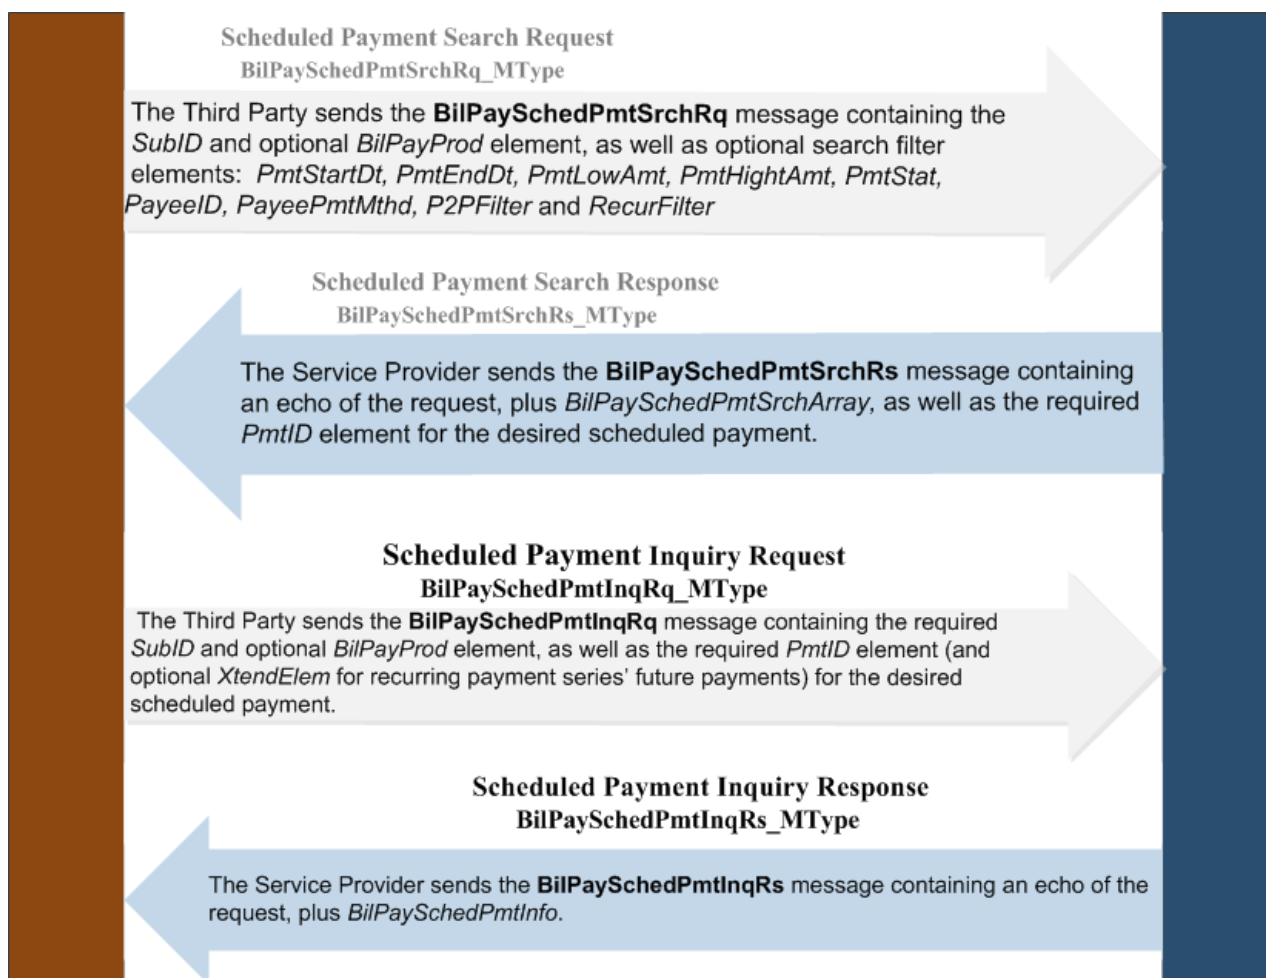 Scheduled Payment Search Request
BilPaySchedPmtSrchRq_MType
The Third Party sends the BilPaySchedPmtSrchRq message containing the
SubID and optional BilPayProd element, as well as optional search filter
elements: PmtStartDt, PmtEndDt, PmtLowAmt, PmtHightAmt, PmtStat,
PayeeID, PayeePmtMthd, P2PFilter and RecurFilter
Scheduled Payment Search Response
BilPaySchedPmtSrchRs_MType
The Service Provider sends the BilPaySchedPmtSrchRs message containing
an echo of the request, plus BilPaySchedPmtSrchArray, as well as the required
PmtID element for the desired scheduled payment.
Scheduled Payment Inquiry Request
BilPaySchedPmtInqRq_MType
The Third Party sends the BilPaySchedPmtInqRq message containing the required
SubID and optional BilPayProd element, as well as the required PmtID element (and
optional XtendElem for recurring payment series' future payments) for the desired
scheduled payment.
Scheduled Payment Inquiry Response
BilPaySchedPmtInqRs_MType
The Service Provider sends the BilPaySchedPmtInqRs message containing an echo of the
request, plus BilPaySchedPmtInfo.